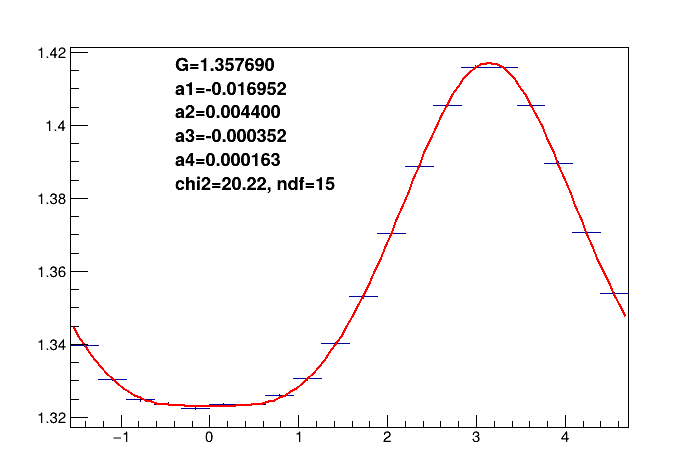 1.42
1.4
1.38
1.36
1.34
1.32
G=1.357690
a1=-0.016952
a2=0.004400
a3=-0.000352
a4=0.000163
chi2=20.22, ndf=15
−1 0 1 2 3 4